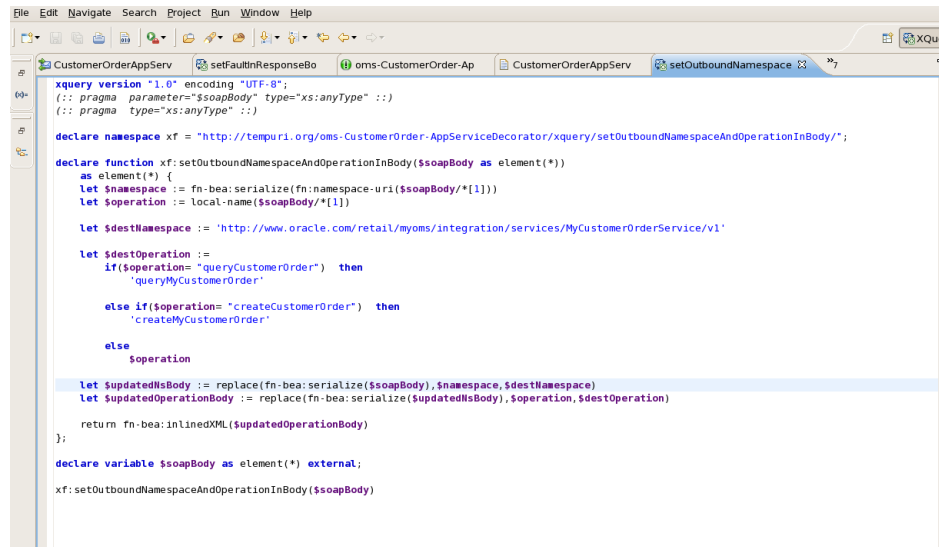 File Edit Navigate Search Project Run Window Help
XQu
CustomerOrderAppServ setFaultInResponseBo oms-CustomerOrder-Ap CustomerOrderAppServ setOutboundNamespace »7
xquery version "1.0" encoding "UTF-8";
(:: pragma  parameter="$soapBody" type="xs:anyType" ::)
(:: pragma  type="xs:anyType" ::)
declare namespace xf = "http://tempuri.org/oms-CustomerOrder-AppServiceDecorator/xquery/setOutboundNamespaceAndOperationInBody/";
declare function xf:setOutboundNamespaceAndOperationInBody($soapBody as element(*))
as element(*) {
let $namespace := fn-bea:serialize(fn:namespace-uri($soapBody/*[1]))
let $operation := local-name($soapBody/*[1])
let $destNamespace := 'http://www.oracle.com/retail/myoms/integration/services/MyCustomerOrderService/v1'
let $destOperation :=
if($operation= "queryCustomerOrder")  then
'queryMyCustomerOrder'
else if($operation= "createCustomerOrder")  then
'createMyCustomerOrder'
else
$operation
let $updatedNsBody := replace(fn-bea:serialize($soapBody),$namespace,$destNamespace)
let $updatedOperationBody := replace(fn-bea:serialize($updatedNsBody),$operation,$destOperation)
return fn-bea:inlinedXML($updatedOperationBody)
};
declare variable $soapBody as element(*) external;
xf:setOutboundNamespaceAndOperationInBody($soapBody)